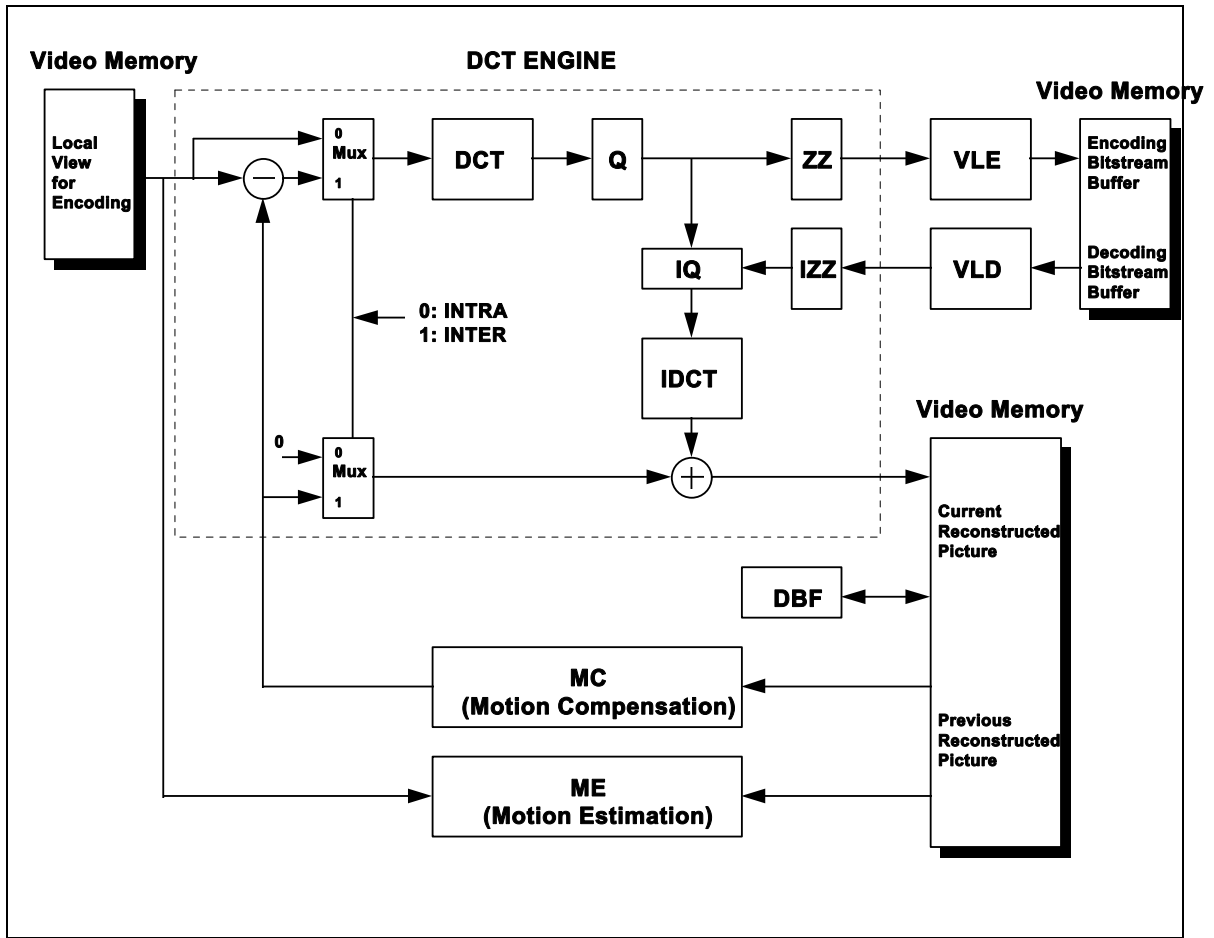 Video Memory
DCT ENGINE
Video Memory
Local
View
for
Encoding
0
Mux
1
DCT
Q
ZZ
VLE
Encoding
Bitstream
Buffer
Decoding
Bitstream
Buffer
IQ
IZZ
VLD
0: INTRA
1: INTER
IDCT
Video Memory
0
0
Mux
1
Current
Reconstructed
Picture
DBF
MC
(Motion Compensation)
Previous
Reconstructed
Picture
ME
(Motion Estimation)